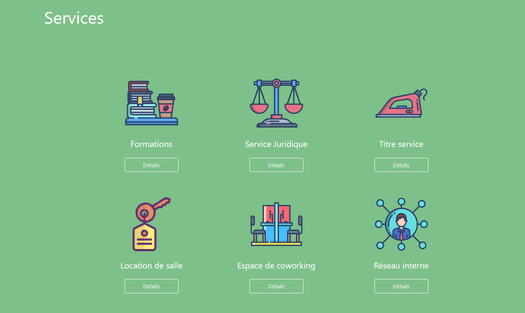 Services
Formations
Service Juridique
Titre service
Détails
Détails
Détails
Location de salle
Espace de coworking
Réseau interne
Détails
Détails
Détails